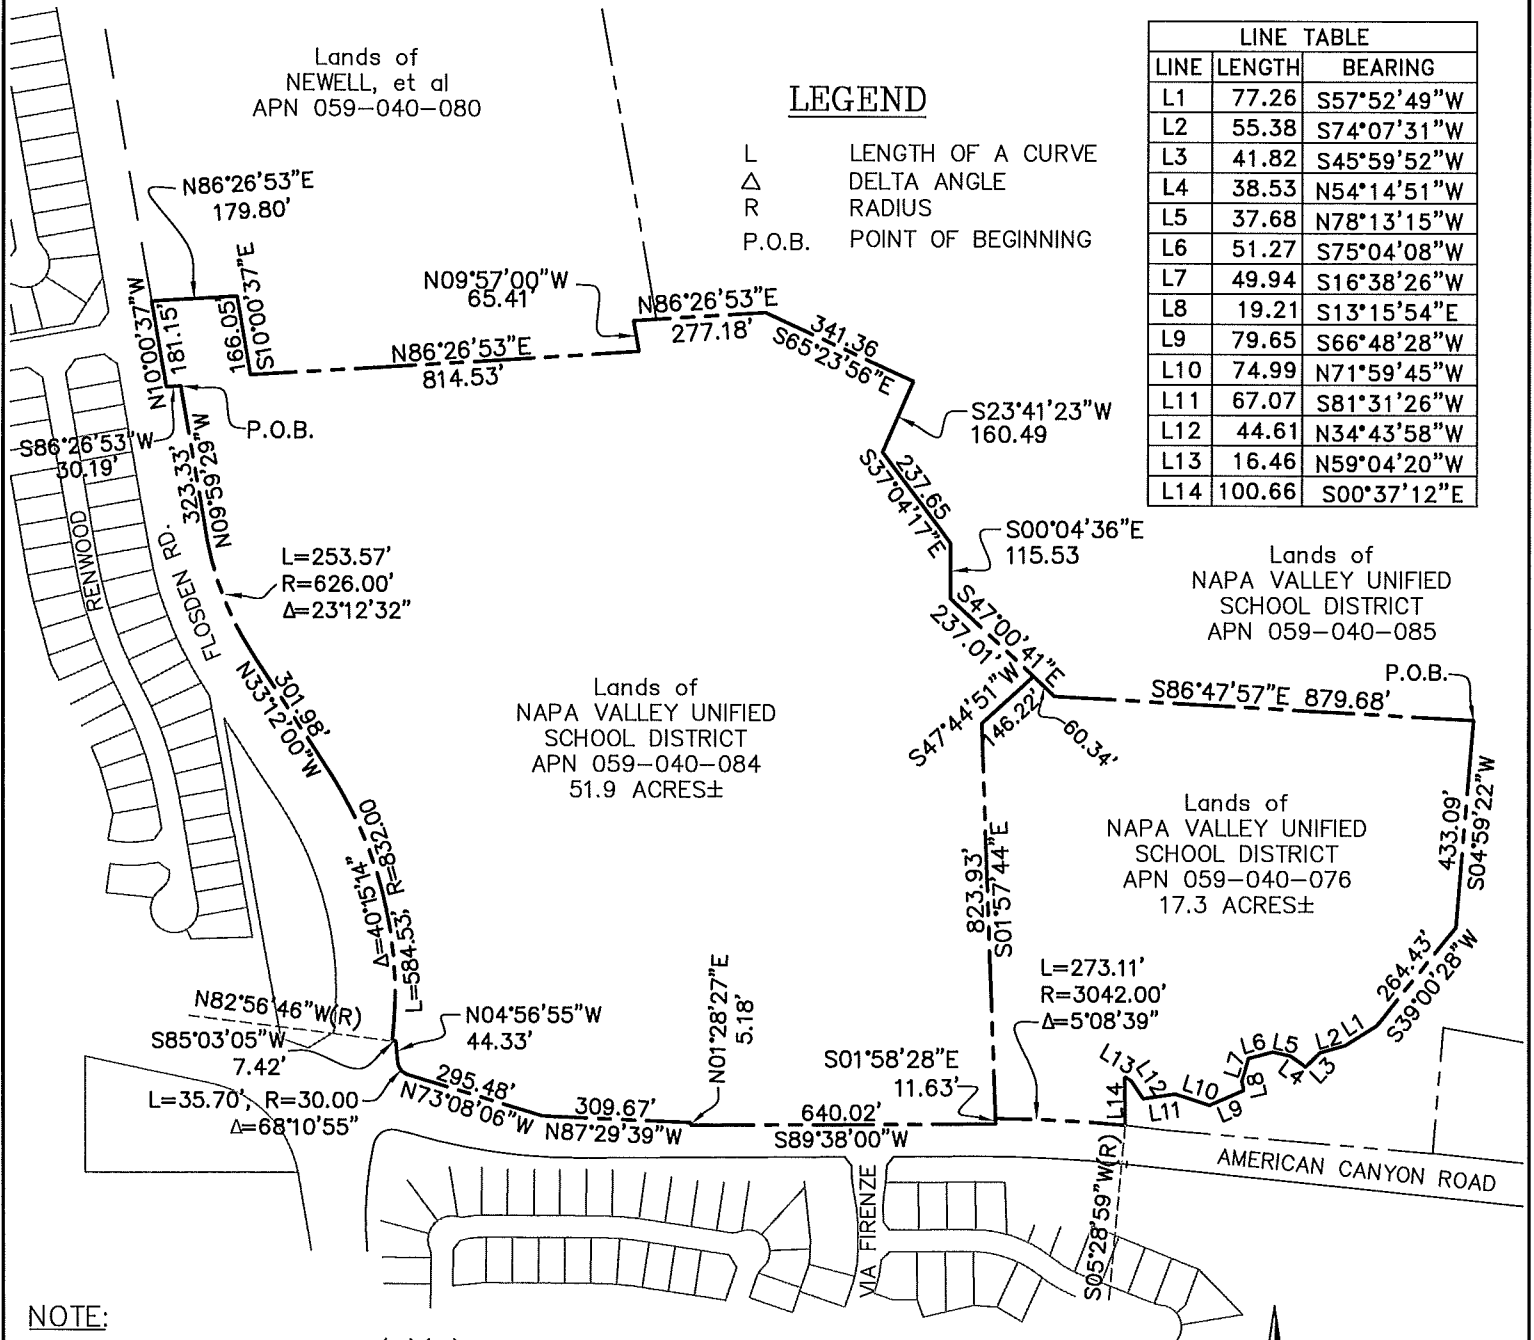 Lands of
NEWELL, et al
APN 059-040-080
LEGEND
L LENGTH OF A CURVE
Δ DELTA ANGLE
R RADIUS
P.O.B. POINT OF BEGINNING
LINE TABLE
LINE LENGTH BEARING
L1 77.26 S57°52'49"W
L2 55.38 S74°07'31"W
L3 41.82 S45°59'52"W
L4 38.53 N54°14'51"W
L5 37.68 N78°13'15"W
L6 51.27 S75°04'08"W
L7 49.94 S16°38'26"W
L8 19.21 S13°15'54"E
L9 79.65 S66°48'28"W
L10 74.99 N71°59'45"W
L11 67.07 S81°31'26"W
L12 44.61 N34°43'58"W
L13 16.46 N59°04'20"W
L14 100.66 S00°37'12"E
N86°26'53"E
179.80'
N10°00'37"W
181.15'
166.05'
S10°00'37"E
N09°57'00"W
65.41'
N86°26'53"E
814.53'
N86°26'53"E
277.18'
341.36
S65°23'56"E
S23°41'23"W
160.49
237.65
S37°04'17"E
S00°04'36"E
115.53
S47°00'41"E
237.01'
P.O.B.
S86°26'53"W
30.19'
323.33'
N09°59'29"W
RENWOOD
FLOSDEN RD.
L=253.57'
R=626.00'
Δ=23°12'32"
301.98'
N33°12'00"W
Lands of
NAPA VALLEY UNIFIED
SCHOOL DISTRICT
APN 059-040-085
P.O.B.
S86°47'57"E 879.68'
S47°44'51"W
146.22'
60.34'
Lands of
NAPA VALLEY UNIFIED
SCHOOL DISTRICT
APN 059-040-084
51.9 ACRES±
Lands of
NAPA VALLEY UNIFIED
SCHOOL DISTRICT
APN 059-040-076
17.3 ACRES±
433.09'
S04°59'22"W
264.43'
S39°00'28"W
823.93'
S01°57'44"E
Δ=40°15'14" R=832.00
L=584.53'
N82°56'46"W(R)
S85°03'05"W
7.42'
N04°56'55"W
44.33'
L=35.70', R=30.00
Δ=68°10'55"
295.48'
N73°08'06"W
309.67'
N87°29'39"W
N01°28'27"E
5.18'
640.02'
S89°38'00"W
S01°58'28"E
11.63'
L=273.11'
R=3042.00'
Δ=5°08'39"
L14
L13
L12
L11
L10
L9
L8
L7
L6
L5
L4
L3
L2
L1
S05°28'59"W(R)
AMERICAN CANYON ROAD
VIA FIRENZE
NOTE: